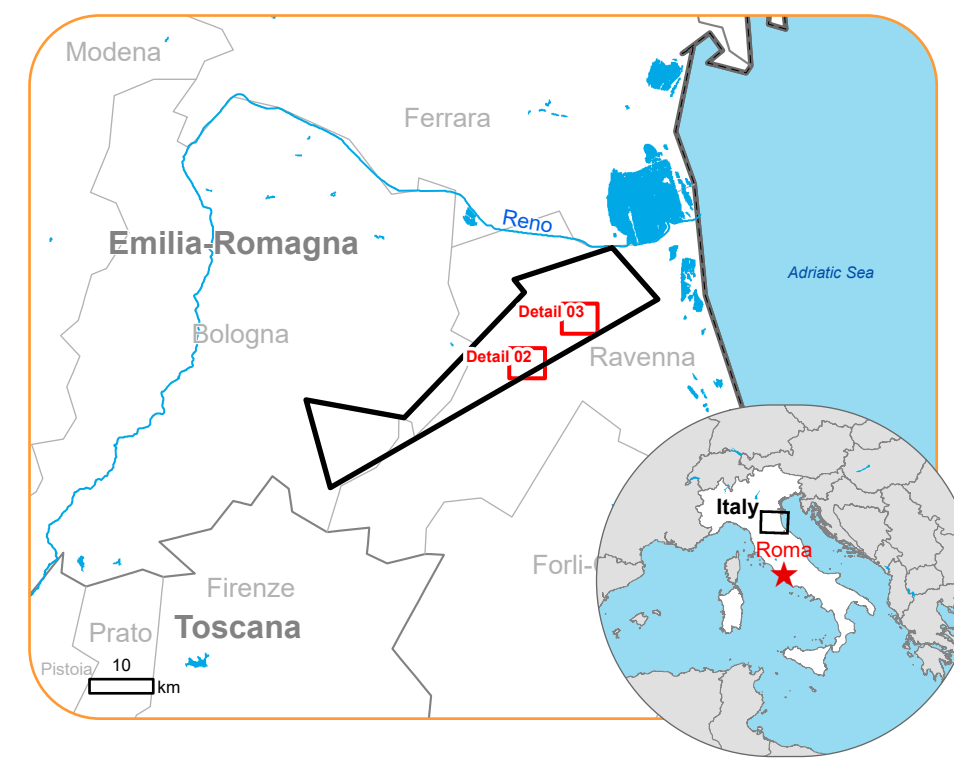 Modena
Ferrara
Reno
Emilia-Romagna
Adriatic Sea
Detail 03
Bologna
Detail 02
Ravenna
Italy
Roma
Forli-
Firenze
Toscana
Prato
Pistoia
10
km